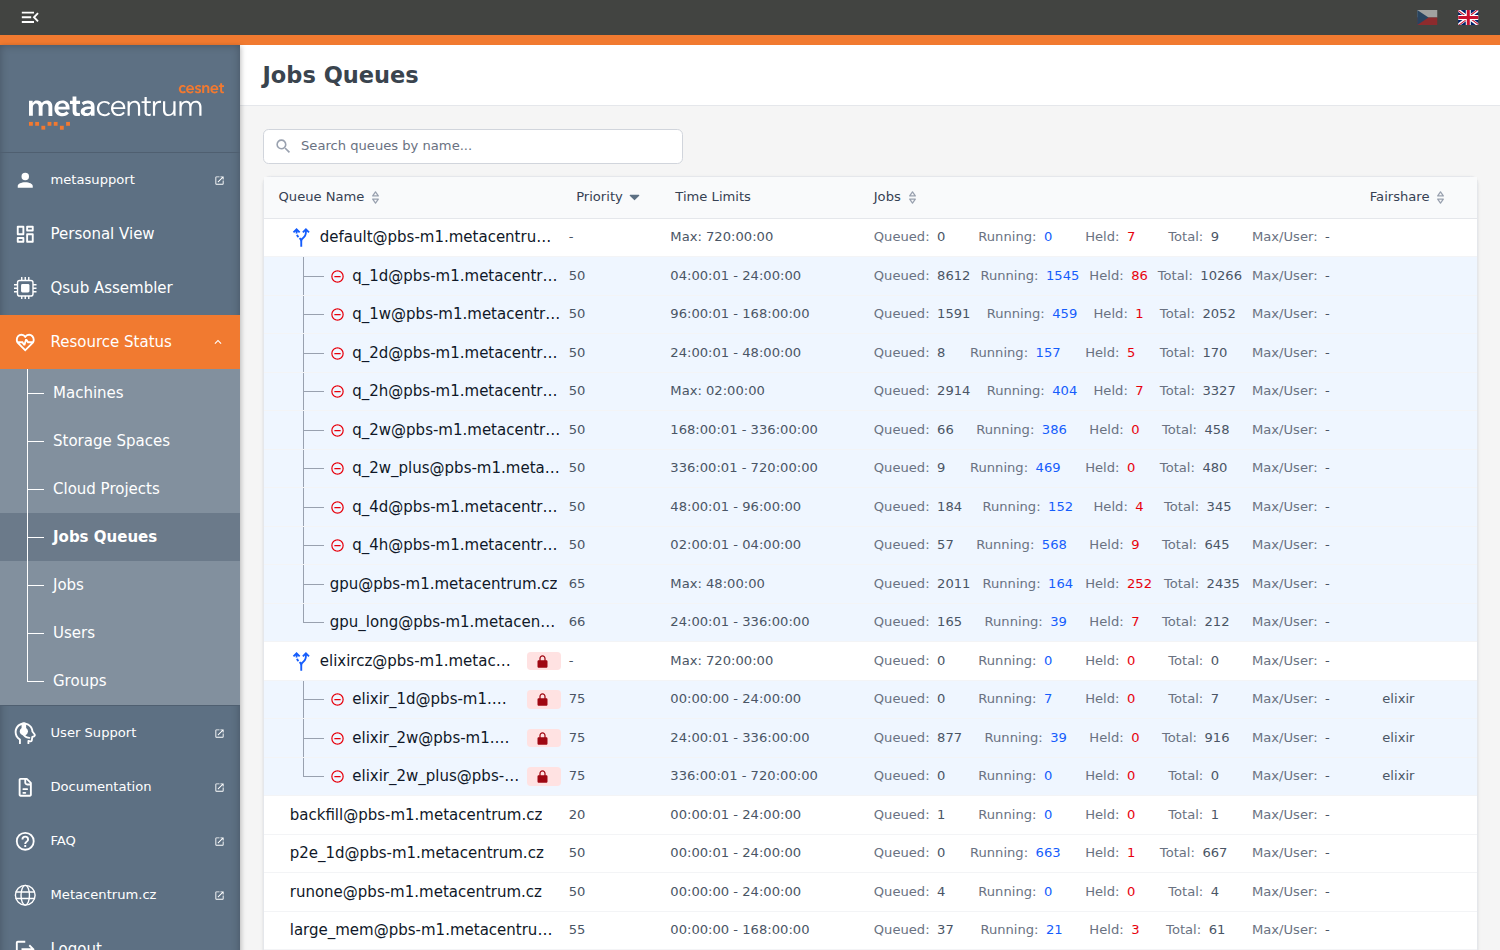 cesnet
metacentrum
metasupport
Personal View
Qsub Assembler
Resource Status
Machines
Storage Spaces
Cloud Projects
Jobs Queues
Jobs
Users
Groups
User Support
Documentation
FAQ
Metacentrum.cz
Logout
Jobs Queues
Search queues by name...
Queue Name Priority Time Limits Jobs Fairshare
default@pbs-m1.metacentru... - Max: 720:00:00 Queued: 0 Running: 0 Held: 7 Total: 9 Max/User: -
q_1d@pbs-m1.metacentr... 50 04:00:01 - 24:00:00 Queued: 8612 Running: 1545 Held: 86 Total: 10266 Max/User: -
q_1w@pbs-m1.metacentr... 50 96:00:01 - 168:00:00 Queued: 1591 Running: 459 Held: 1 Total: 2052 Max/User: -
q_2d@pbs-m1.metacentr... 50 24:00:01 - 48:00:00 Queued: 8 Running: 157 Held: 5 Total: 170 Max/User: -
q_2h@pbs-m1.metacentr... 50 Max: 02:00:00 Queued: 2914 Running: 404 Held: 7 Total: 3327 Max/User: -
q_2w@pbs-m1.metacentr... 50 168:00:01 - 336:00:00 Queued: 66 Running: 386 Held: 0 Total: 458 Max/User: -
q_2w_plus@pbs-m1.meta... 50 336:00:01 - 720:00:00 Queued: 9 Running: 469 Held: 0 Total: 480 Max/User: -
q_4d@pbs-m1.metacentr... 50 48:00:01 - 96:00:00 Queued: 184 Running: 152 Held: 4 Total: 345 Max/User: -
q_4h@pbs-m1.metacentr... 50 02:00:01 - 04:00:00 Queued: 57 Running: 568 Held: 9 Total: 645 Max/User: -
gpu@pbs-m1.metacentrum.cz 65 Max: 48:00:00 Queued: 2011 Running: 164 Held: 252 Total: 2435 Max/User: -
gpu_long@pbs-m1.metacen... 66 24:00:01 - 336:00:00 Queued: 165 Running: 39 Held: 7 Total: 212 Max/User: -
elixircz@pbs-m1.metac... - Max: 720:00:00 Queued: 0 Running: 0 Held: 0 Total: 0 Max/User: -
elixir_1d@pbs-m1.... 75 00:00:00 - 24:00:00 Queued: 0 Running: 7 Held: 0 Total: 7 Max/User: - elixir
elixir_2w@pbs-m1.... 75 24:00:01 - 336:00:00 Queued: 877 Running: 39 Held: 0 Total: 916 Max/User: - elixir
elixir_2w_plus@pbs-... 75 336:00:01 - 720:00:00 Queued: 0 Running: 0 Held: 0 Total: 0 Max/User: - elixir
backfill@pbs-m1.metacentrum.cz 20 00:00:01 - 24:00:00 Queued: 1 Running: 0 Held: 0 Total: 1 Max/User: -
p2e_1d@pbs-m1.metacentrum.cz 50 00:00:01 - 24:00:00 Queued: 0 Running: 663 Held: 1 Total: 667 Max/User: -
runone@pbs-m1.metacentrum.cz 50 00:00:00 - 24:00:00 Queued: 4 Running: 0 Held: 0 Total: 4 Max/User: -
large_mem@pbs-m1.metacentru... 55 00:00:00 - 168:00:00 Queued: 37 Running: 21 Held: 3 Total: 61 Max/User: -